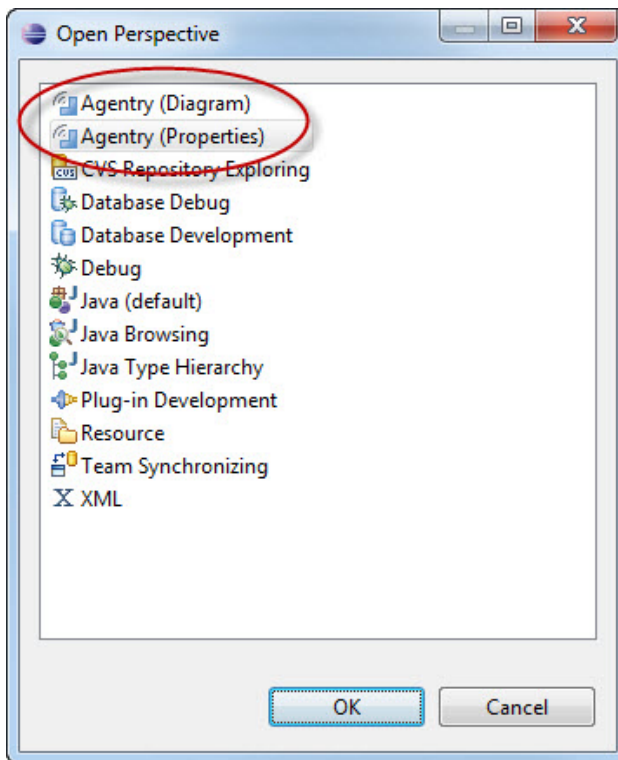 Open Perspective
Agentry (Diagram)
Agentry (Properties)
CVS Repository Exploring
Database Debug
Database Development
Debug
Java (default)
Java Browsing
Java Type Hierarchy
Plug-in Development
Resource
Team Synchronizing
X XML
OK Cancel